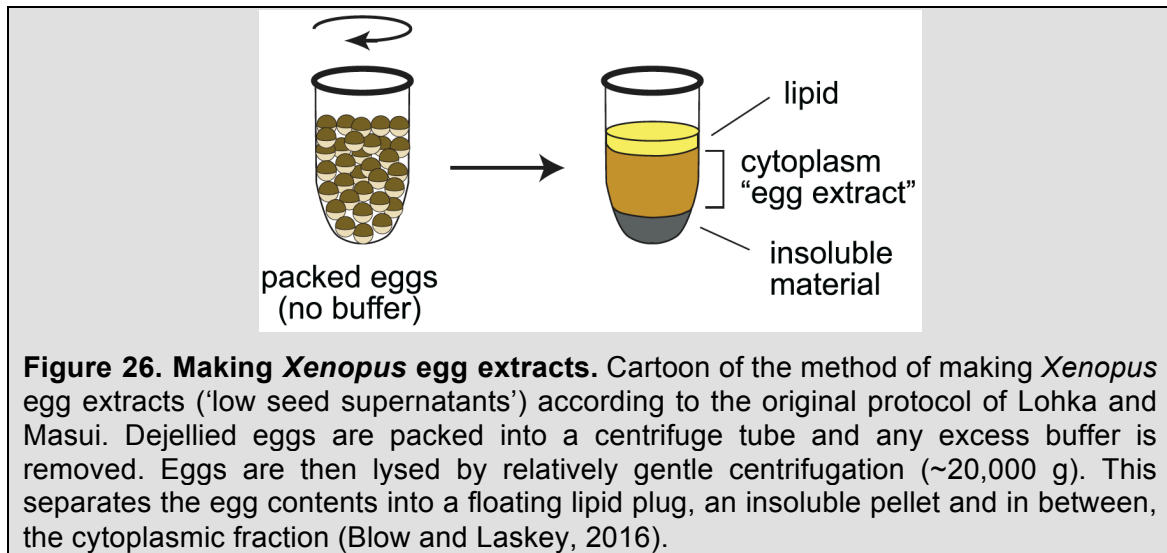 lipid
cytoplasm
“egg extract”
insoluble
material
packed eggs
(no buffer)
Figure 26. Making Xenopus egg extracts. Cartoon of the method of making Xenopus
egg extracts (‘low seed supernatants’) according to the original protocol of Lohka and
Masui. Dejellied eggs are packed into a centrifuge tube and any excess buffer is
removed. Eggs are then lysed by relatively gentle centrifugation (~20,000 g). This
separates the egg contents into a floating lipid plug, an insoluble pellet and in between,
the cytoplasmic fraction (Blow and Laskey, 2016).